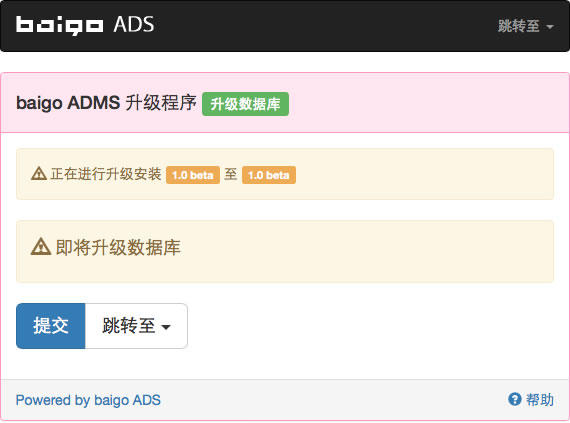 baigo ADS 跳转至
baigo ADMS 升级程序 升级数据库
正在进行升级安装 1.0 beta 至 1.0 beta
即将升级数据库
提交 跳转至
Powered by baigo ADS 帮助